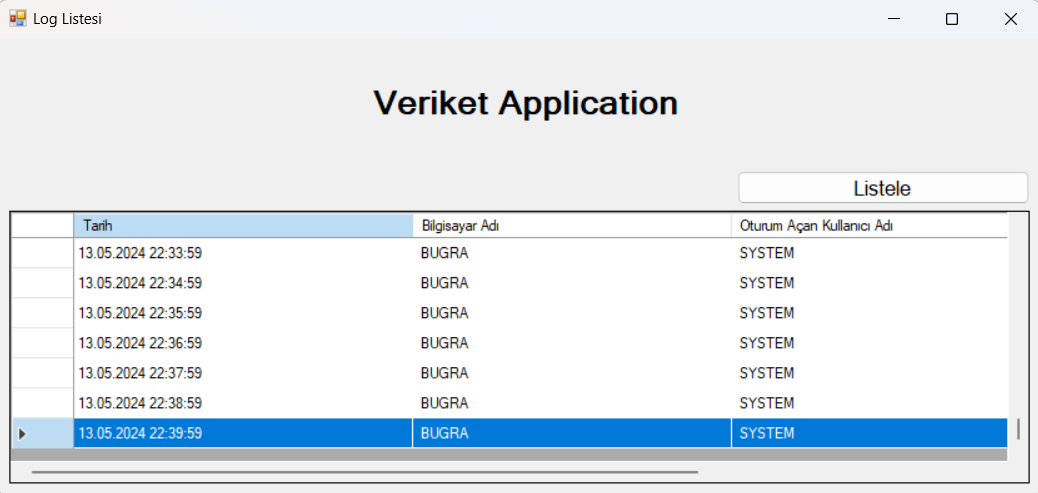 Log Listesi
Veriket Application
Listele
Tarih Bilgisayar Adı Oturum Açan Kullanıcı Adı
13.05.2024 22:33:59 BUGRA SYSTEM
13.05.2024 22:34:59 BUGRA SYSTEM
13.05.2024 22:35:59 BUGRA SYSTEM
13.05.2024 22:36:59 BUGRA SYSTEM
13.05.2024 22:37:59 BUGRA SYSTEM
13.05.2024 22:38:59 BUGRA SYSTEM
13.05.2024 22:39:59 BUGRA SYSTEM